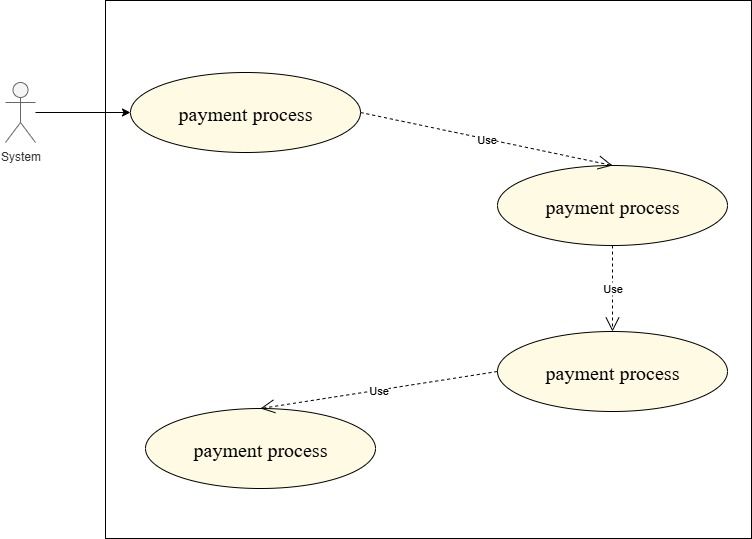 payment process
Use
System
payment process
Use
payment process
Use
payment process